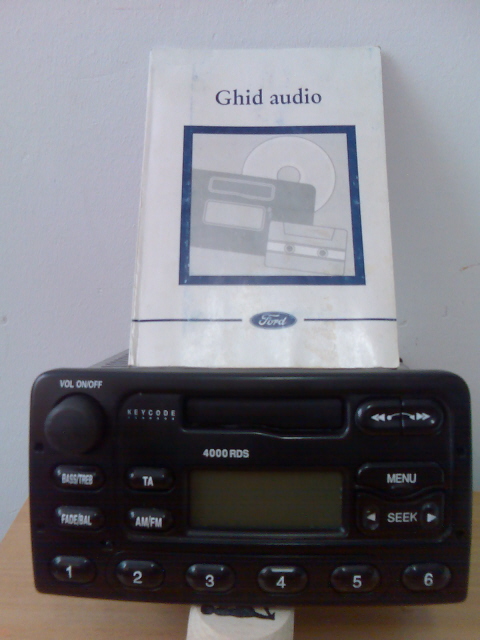 Ghid audio
Ford
VOL ON/OFF
KEYCODE
4000 RDS
BASS/TREB
TA
MENU
FADE/BAL
AM/FM
SEEK
1 2 3 4 5 6